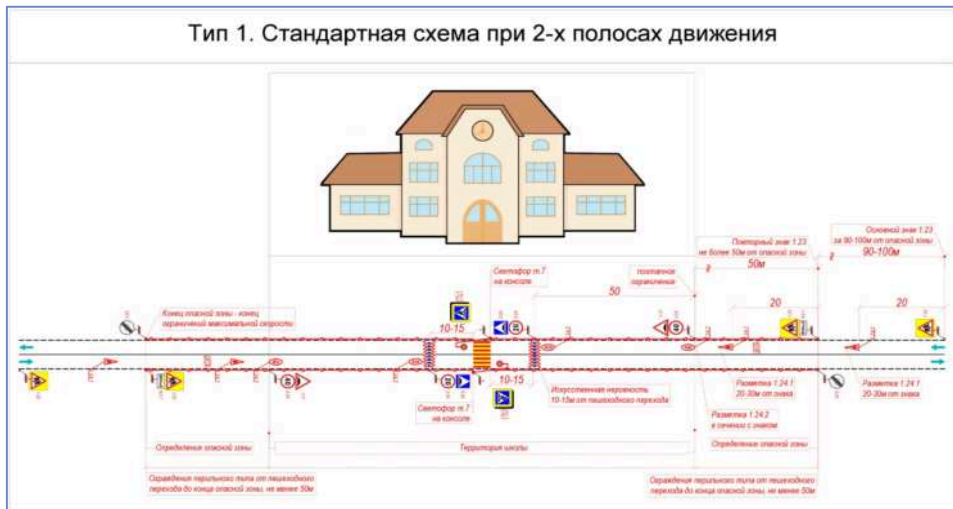 Тип 1. Стандартная схема при 2-х полосах движения
Основной знак 1.23
за 90-100м от опасной зоны
90-100м
Повторный знак 1.23
не более 50м от опасной зоны
50м
Светофор т.7
на консоле
поэтапное
ограничение
50
20
20
Конец опасной зоны - конец
ограничений максимальной скорости
10-15
10-15
Светофор т.7
на консоле
Искусственная неровность
10-15м от пешеходного перехода
Разметка 1.24.1
20-30м от знака
Разметка 1.24.1
20-30м от знака
Разметка 1.24.2
в сечении с знаком
Определение опасной зоны
Территория школы
Определение опасной зоны
Ограждения перильного типа от пешеходного
перехода до конца опасной зоны, не менее 50м
Ограждения перильного типа от пешеходного
перехода до конца опасной зоны, не менее 50м